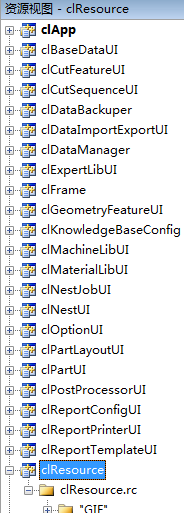 资源视图 - clResource
clApp
clBaseDataUI
clCutFeatureUI
clCutSequenceUI
clDataBackuper
clDataImportExportUI
clDataManager
clExpertLibUI
clFrame
clGeometryFeatureUI
clKnowledgeBaseConfig
clMachineLibUI
clMaterialLibUI
clNestJobUI
clNestUI
clOptionUI
clPartLayoutUI
clPartUI
clPostProcessorUI
clReportConfigUI
clReportPrinterUI
clReportTemplateUI
clResource
clResource.rc
"GIF"